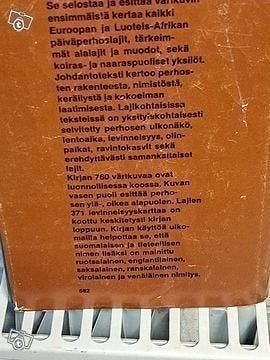 Se selostaa ja esittää värikuvin
ensimmäistä kertaa kaikki
Euroopan ja Luoteis-Afrikan
päiväperhoslajit, tärkeim-
mät alalajit ja muodot, sekä
koiras- ja naaraspuoliset yksilöt.
Johdantoteksti kertoo perhos-
ten rakenteesta, nimistöstä,
keräilystä ja kokoelman
laatimisesta. Lajikohtaisissa
teksteissä on yksityiskohtaisesti
selvitetty perhosen ulkonäkö,
lentoaika, levinneisyys, olin-
paikat, ravintokasvit sekä
erehdyttävästi samankaltaiset
lajit.
Kirjan 760 värikuvaa ovat
luonnollisessa koossa. Kuvan
vasen puoli esittää perho-
sen ylä-, oikea alapuolen. Lajien
371 levinneisyyskarttaa on
koottu keskitetysti kirjan
loppuun. Kirjan käyttöä ulko-
mailla helpottaa se, että
suomalaisen ja tieteellisen
nimen lisäksi on mainittu
ruotsalainen, englantilainen,
saksalainen, ranskalainen,
virolainen ja venäläinen nimitys.
582